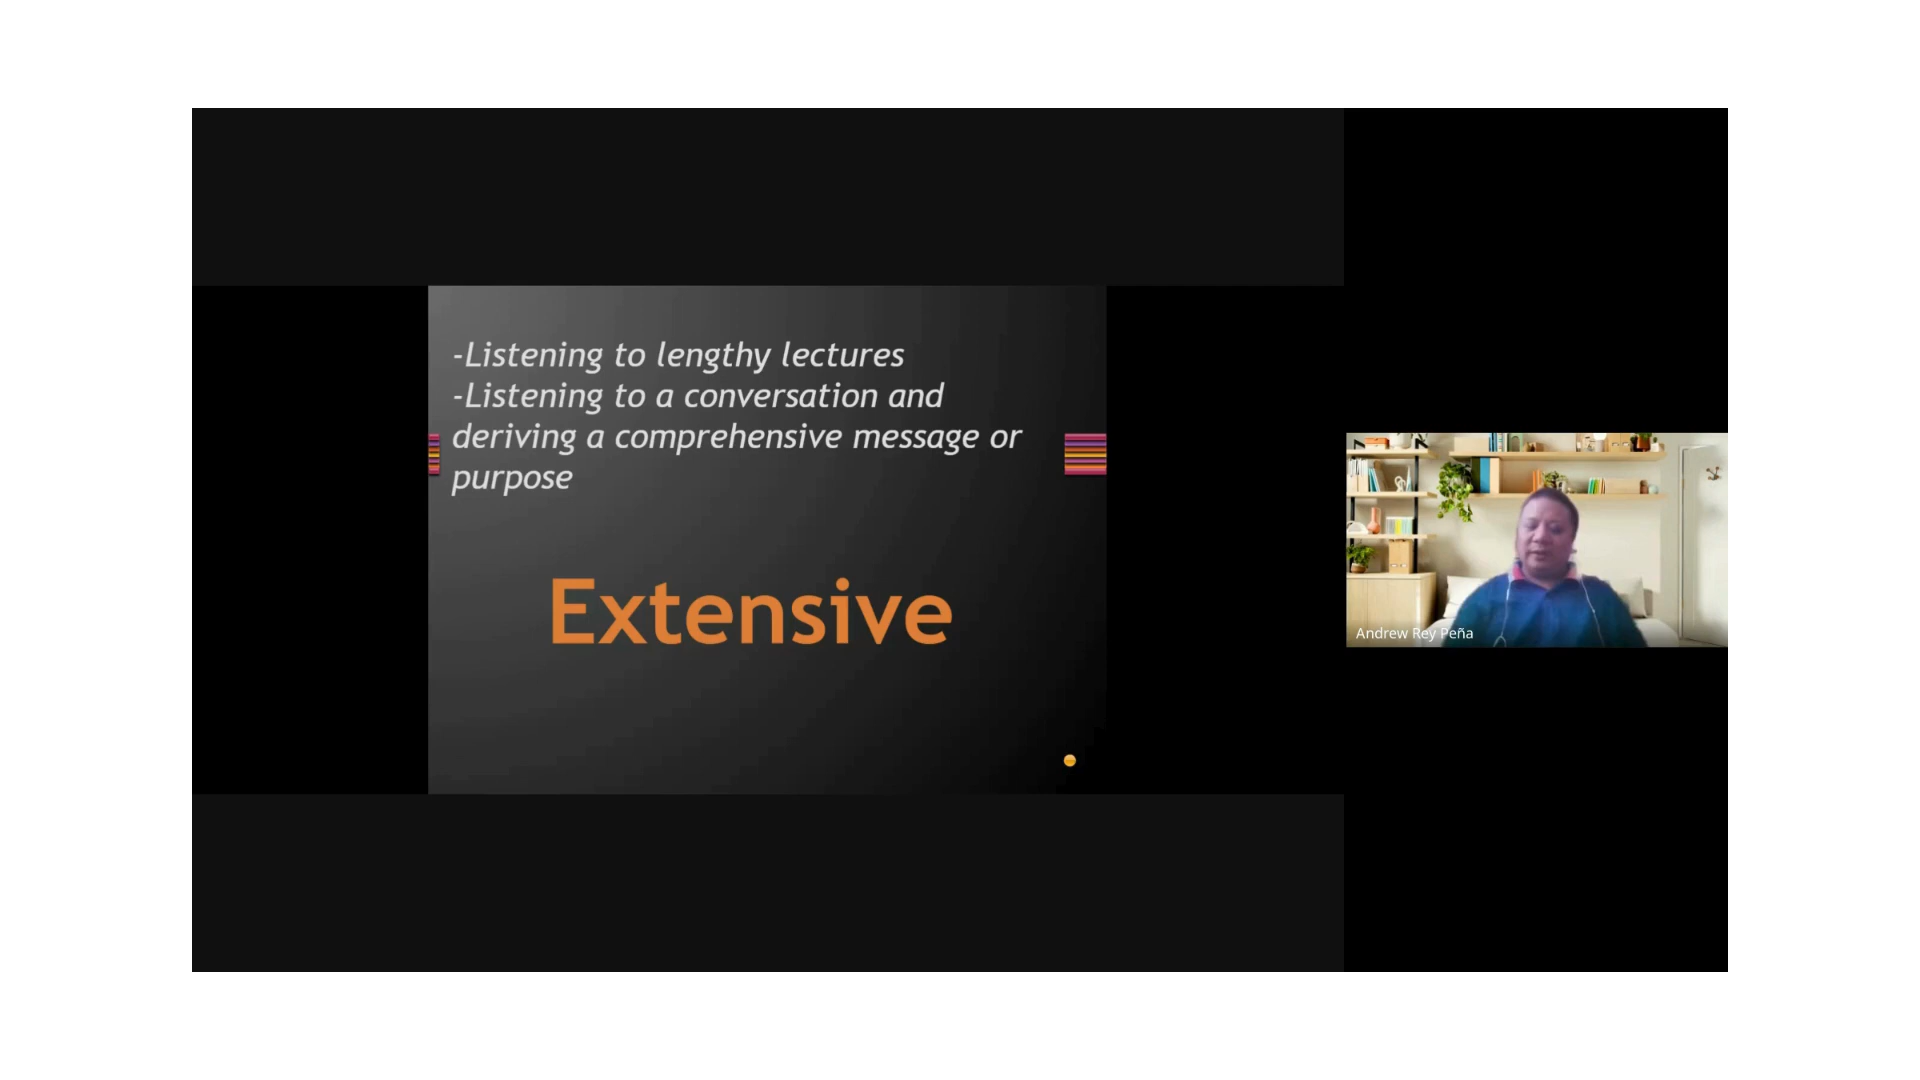 -Listening to lengthy lectures
-Listening to a conversation and
deriving a comprehensive message or
purpose
Extensive
Andrew Rey Peña